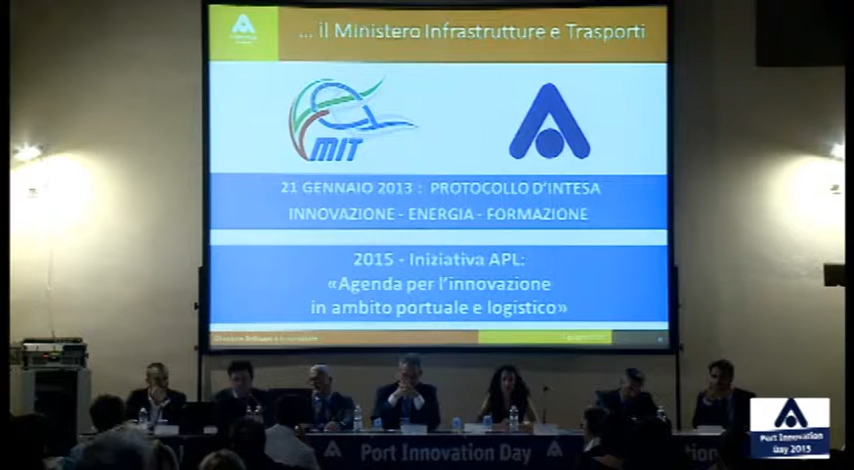 ... il Ministero Infrastrutture e Trasporti
MIT
21 GENNAIO 2013 : PROTOCOLLO D'INTESA
INNOVAZIONE - ENERGIA - FORMAZIONE
2015 - Iniziativa APL:
«Agenda per l'innovazione
in ambito portuale e logistico»
Port Innovation Day
Port Innovation
Day 2015